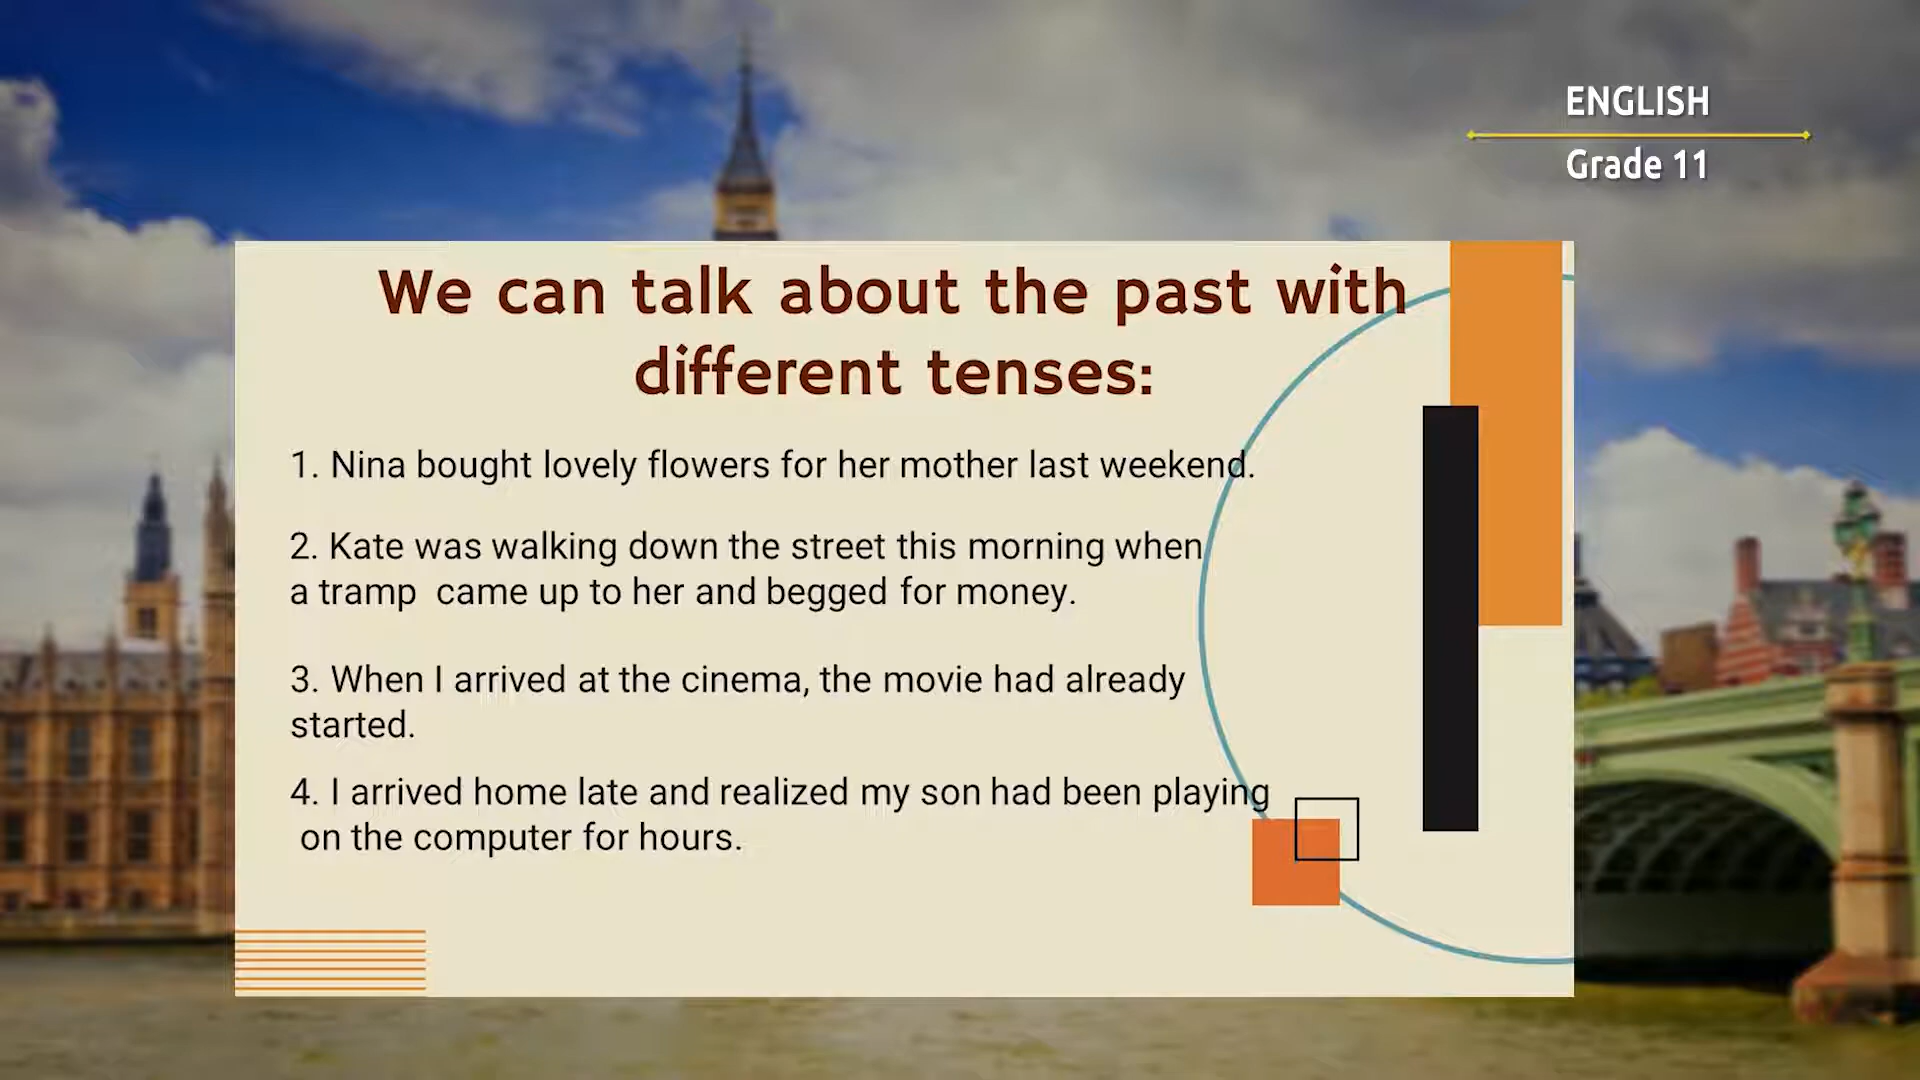 ENGLISH
Grade 11
We can talk about the past with
different tenses:
1. Nina bought lovely flowers for her mother last weekend.
2. Kate was walking down the street this morning when
a tramp  came up to her and begged for money.
3. When I arrived at the cinema, the movie had already
started.
4. I arrived home late and realized my son had been playing
on the computer for hours.